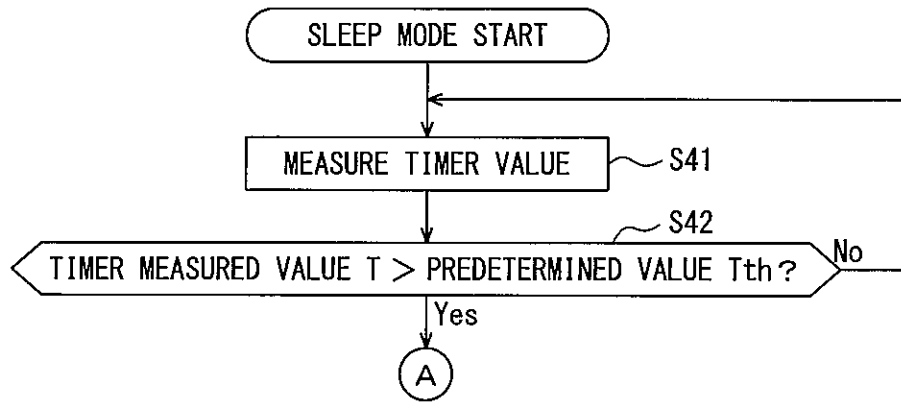 SLEEP MODE START
MEASURE TIMER VALUE
S41
S42
TIMER MEASURED VALUE T > PREDETERMINED VALUE Tth?
No
Yes
A